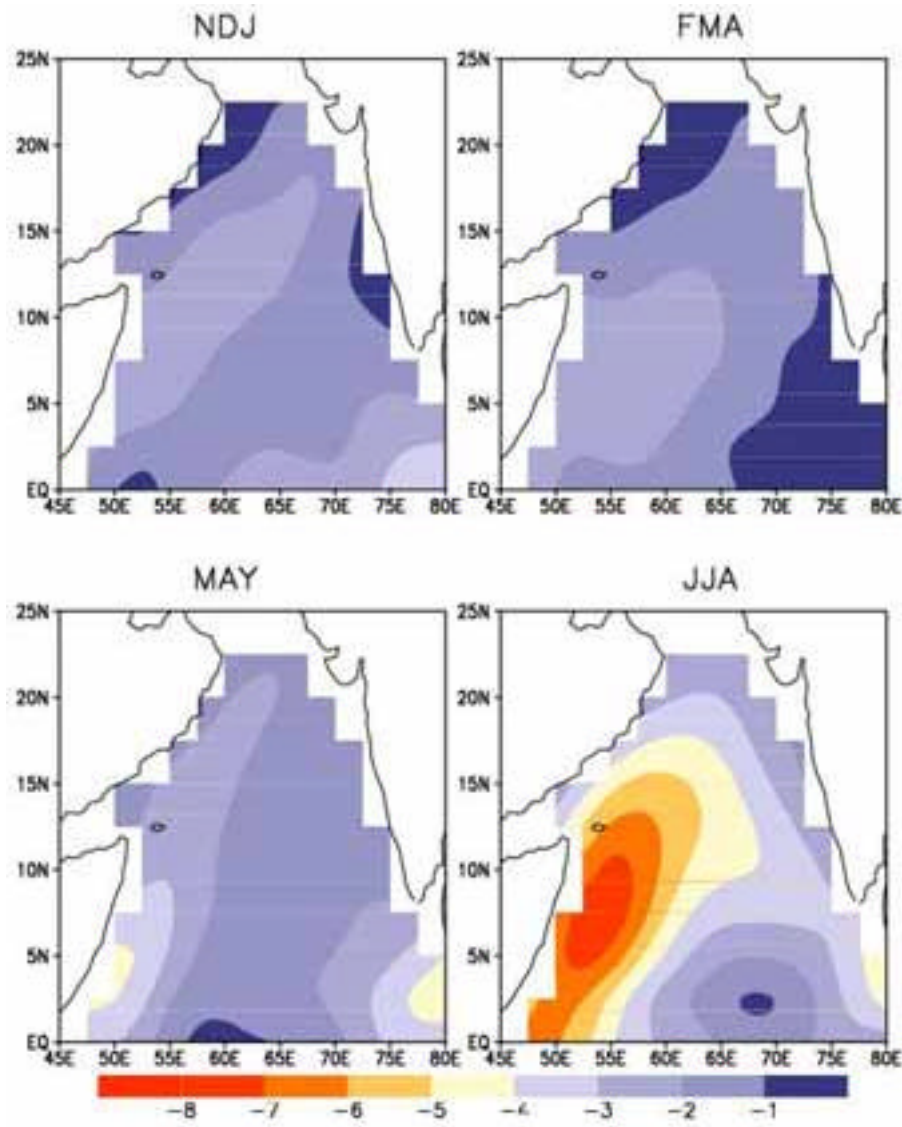 NDJ FMA
25N 25N
20N 20N
15N 15N
10N 10N
5N 5N
EQ EQ
45E 50E 55E 60E 65E 70E 75E 80E 45E 50E 55E 60E 65E 70E 75E 80E
MAY JJA
25N 25N
20N 20N
15N 15N
10N 10N
5N 5N
EQ EQ
45E 50E 55E 60E 65E 70E 75E 80E 45E 50E 55E 60E 65E 70E 75E 80E
-8 -7 -6 -5 -4 -3 -2 -1